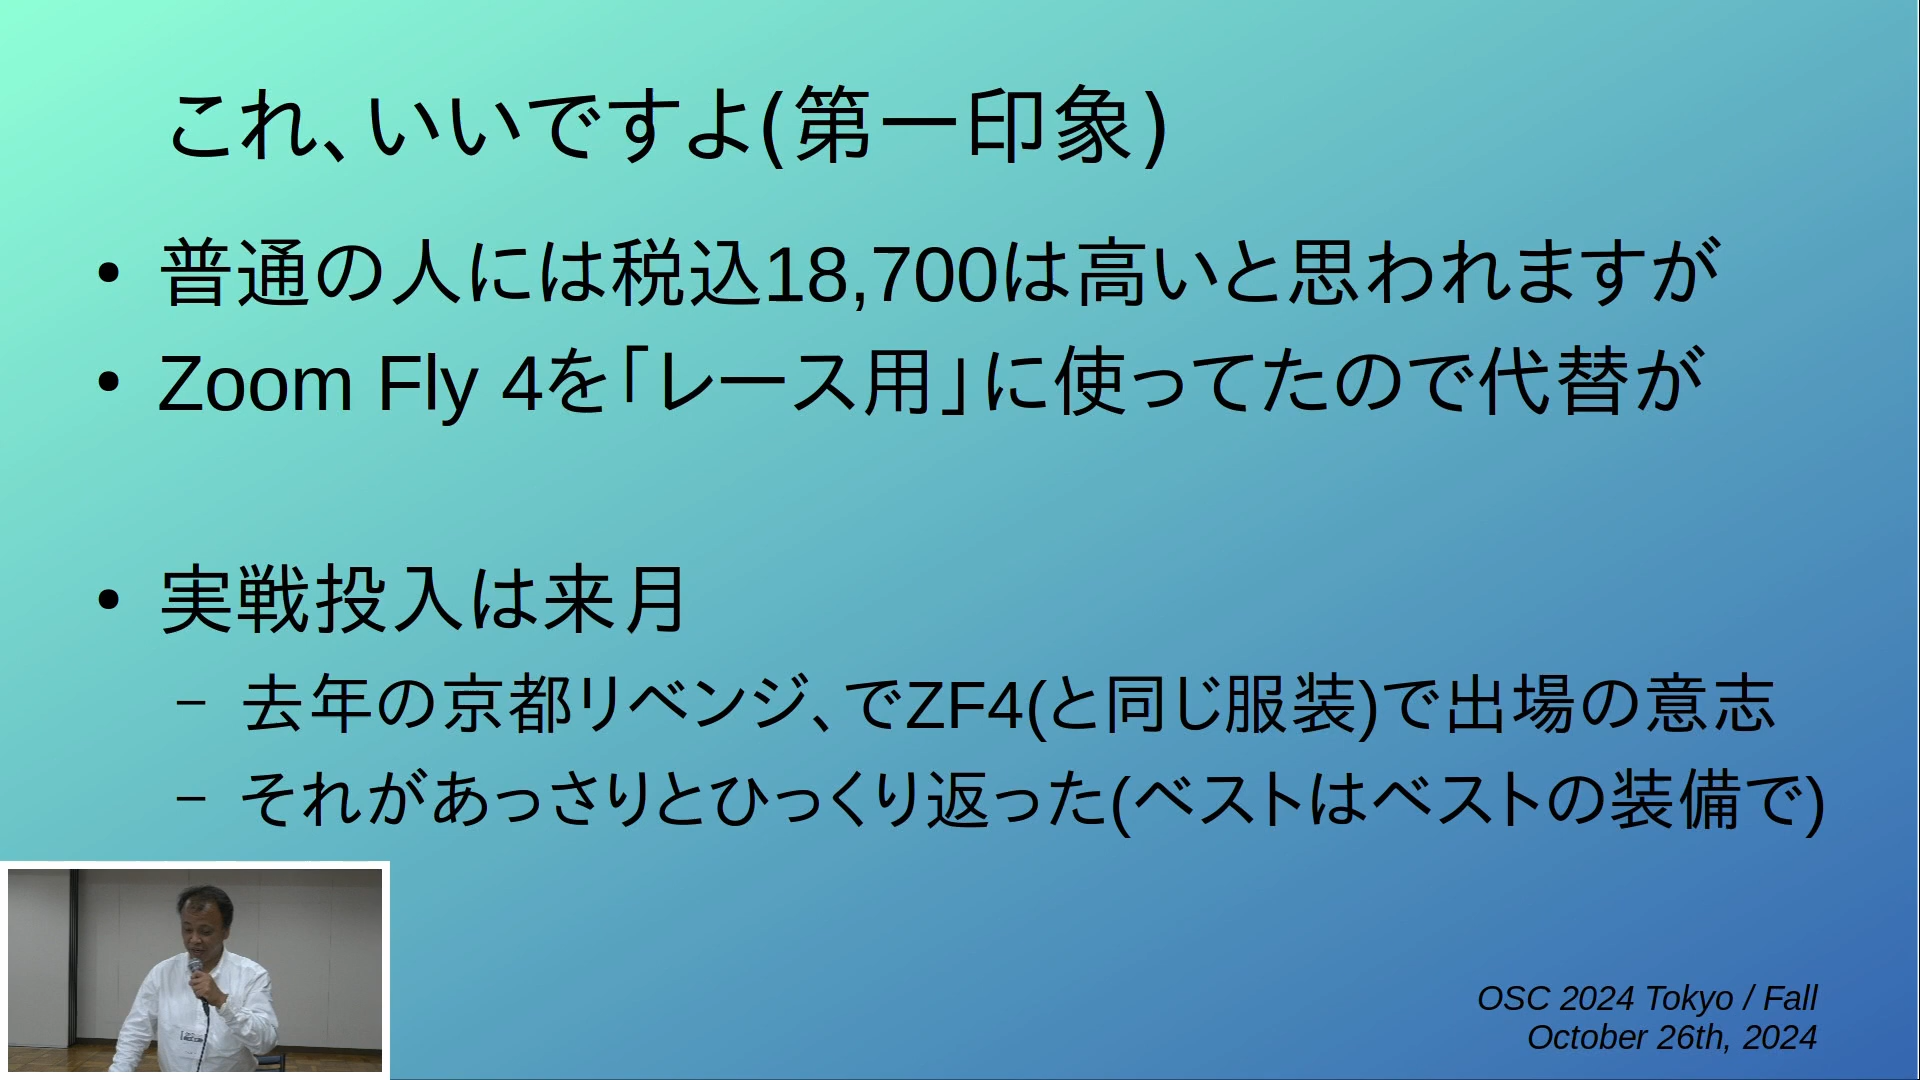 これ、いいですよ(第一印象)
• 普通の人には税込18,700は高いと思われますが
• Zoom Fly 4を「レース用」に使ってたので代替が
• 実戦投入は来月
– 去年の京都リベンジ、でZF4(と同じ服装)で出場の意志
– それがあっさりとひっくり返った(ベストはベストの装備で)
OSC 2024 Tokyo / Fall
October 26th, 2024